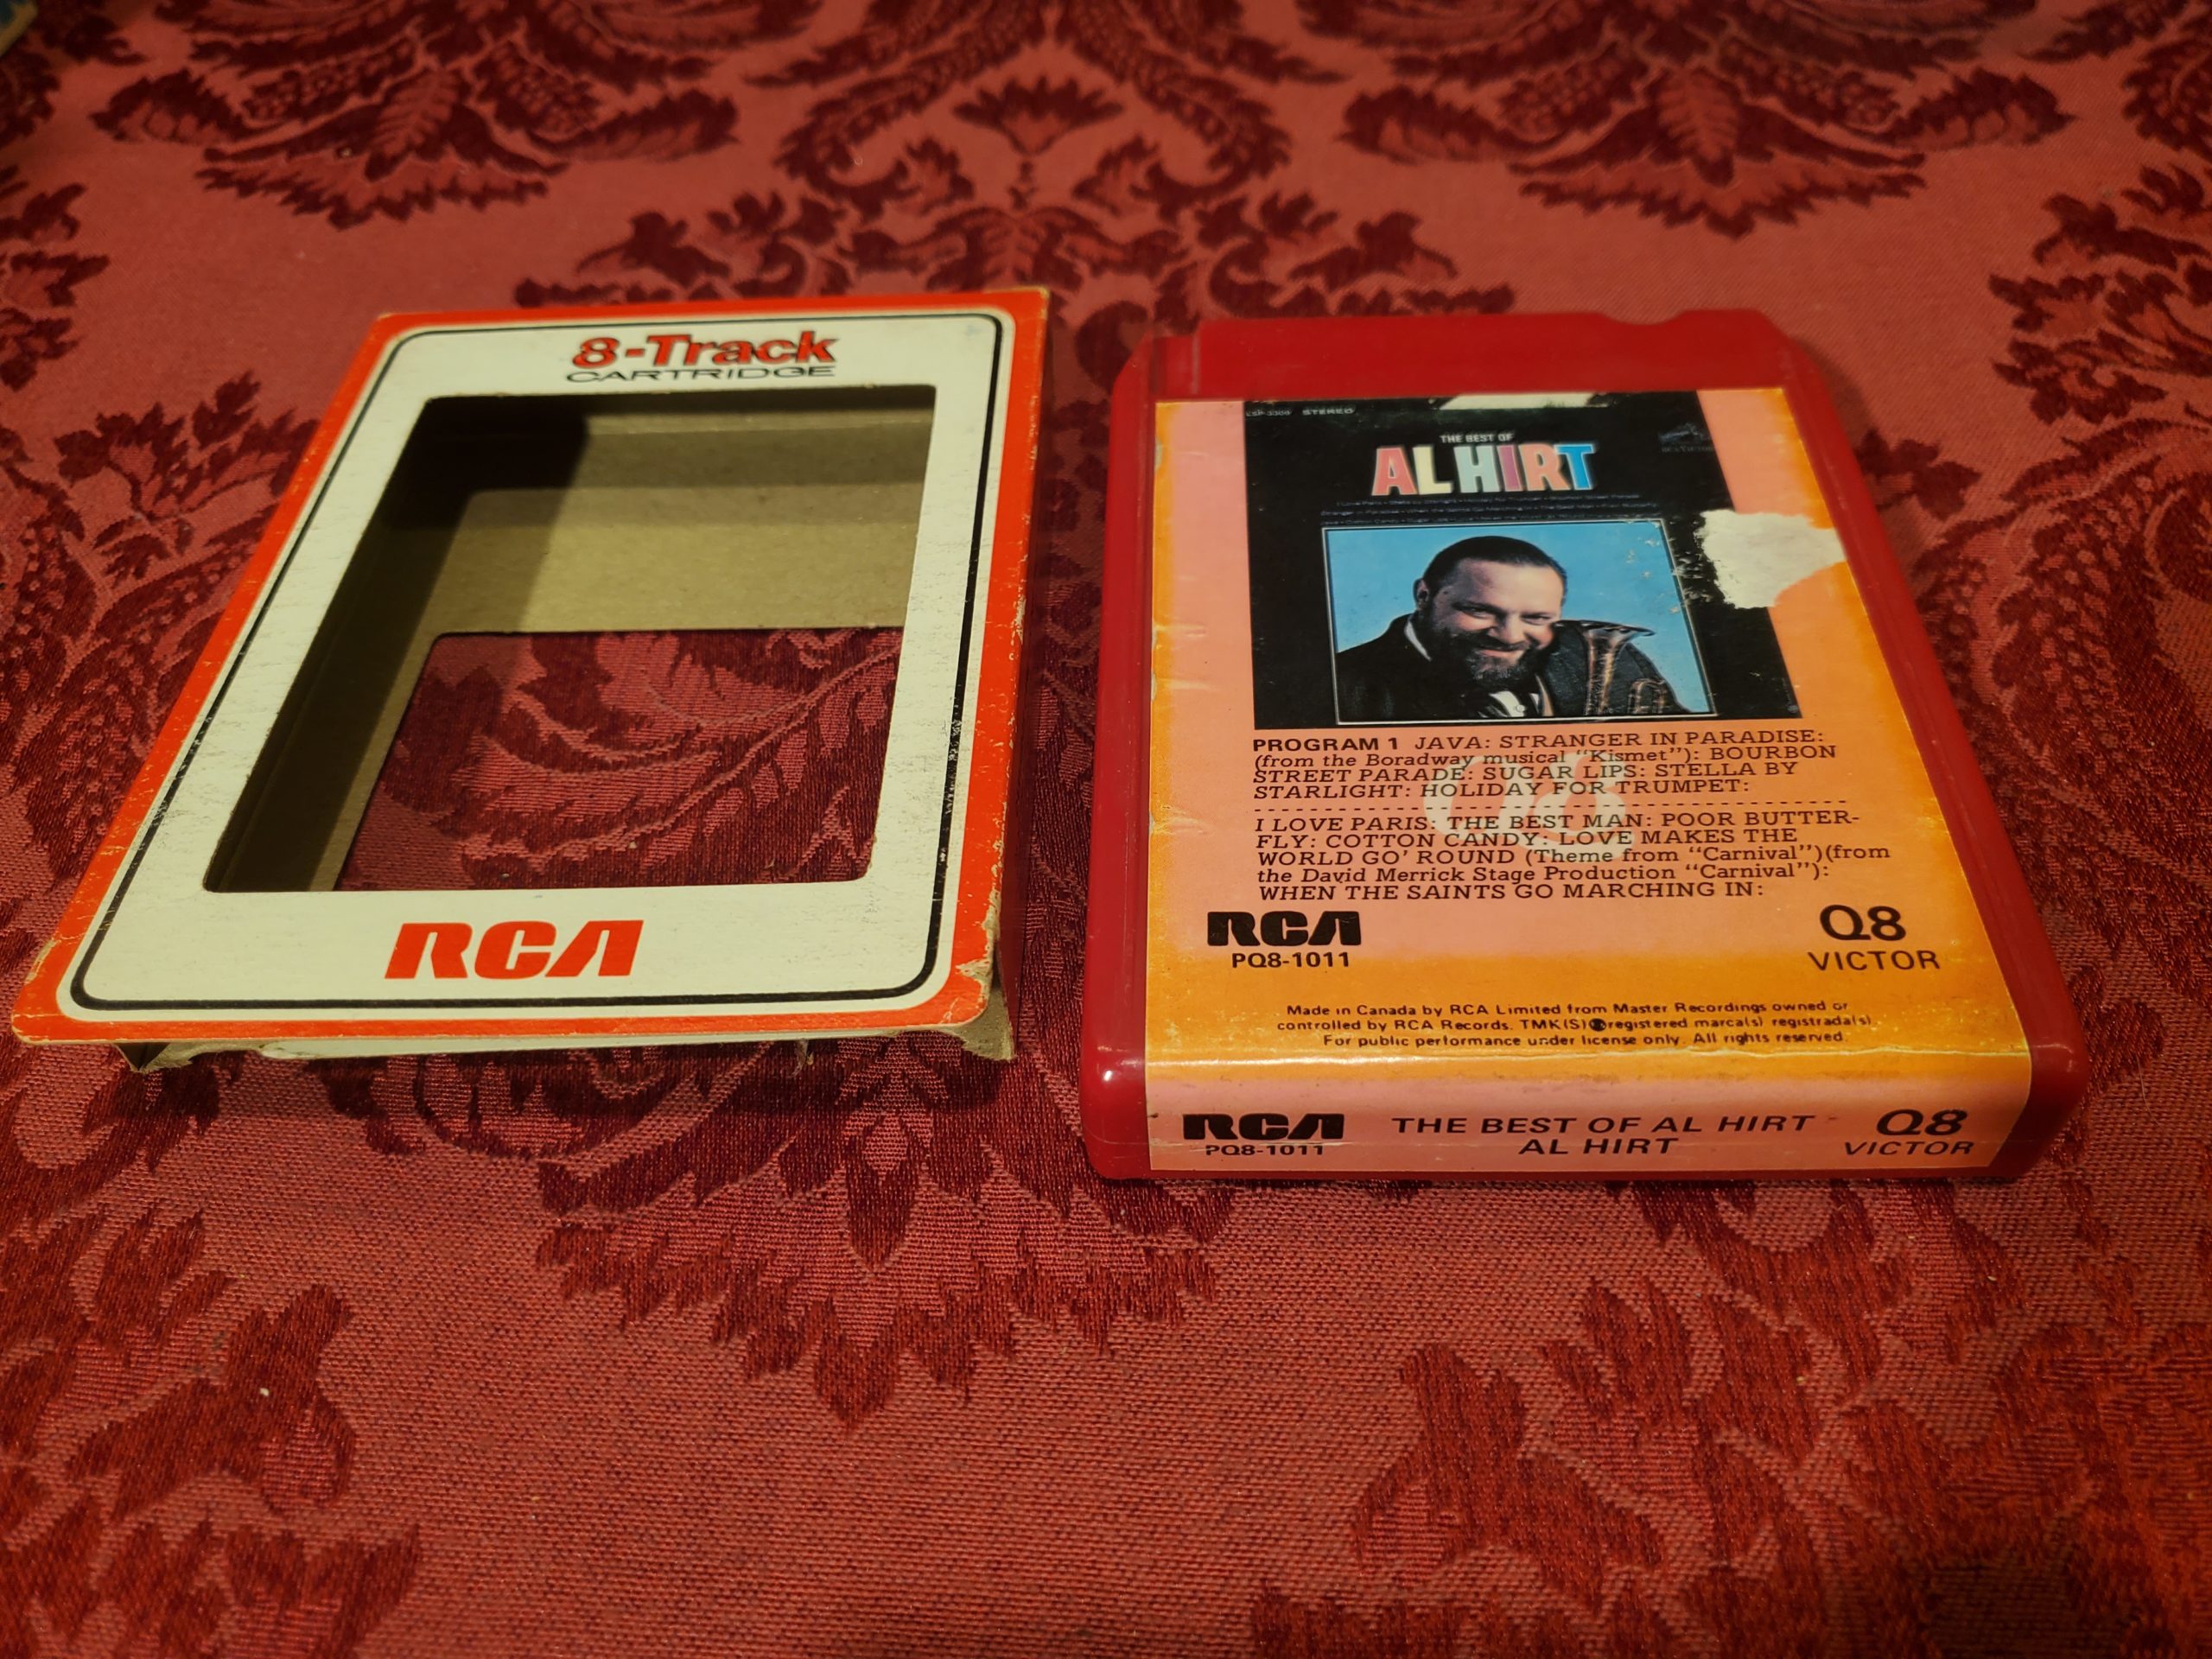 8-Track
CARTRIDGE
RCA
LSP-3309 STEREO
THE BEST OF
AL HIRT
PROGRAM 1 JAVA: STRANGER IN PARADISE:
(from the Boradway musical “Kismet”): BOURBON
STREET PARADE: SUGAR LIPS: STELLA BY
STARLIGHT: HOLIDAY FOR TRUMPET:
I LOVE PARIS: THE BEST MAN: POOR BUTTER-
FLY: COTTON CANDY: LOVE MAKES THE
WORLD GO’ ROUND (Theme from “Carnival”)(from
the David Merrick Stage Production “Carnival”):
WHEN THE SAINTS GO MARCHING IN:
RCA Q8
PQ8-1011 VICTOR
Made in Canada by RCA Limited from Master Recordings owned or
controlled by RCA Records. TMK(S) registered marca(s) registrada(s).
For public performance under license only. All rights reserved.
RCA THE BEST OF AL HIRT - Q8
PQ8-1011 AL HIRT VICTOR